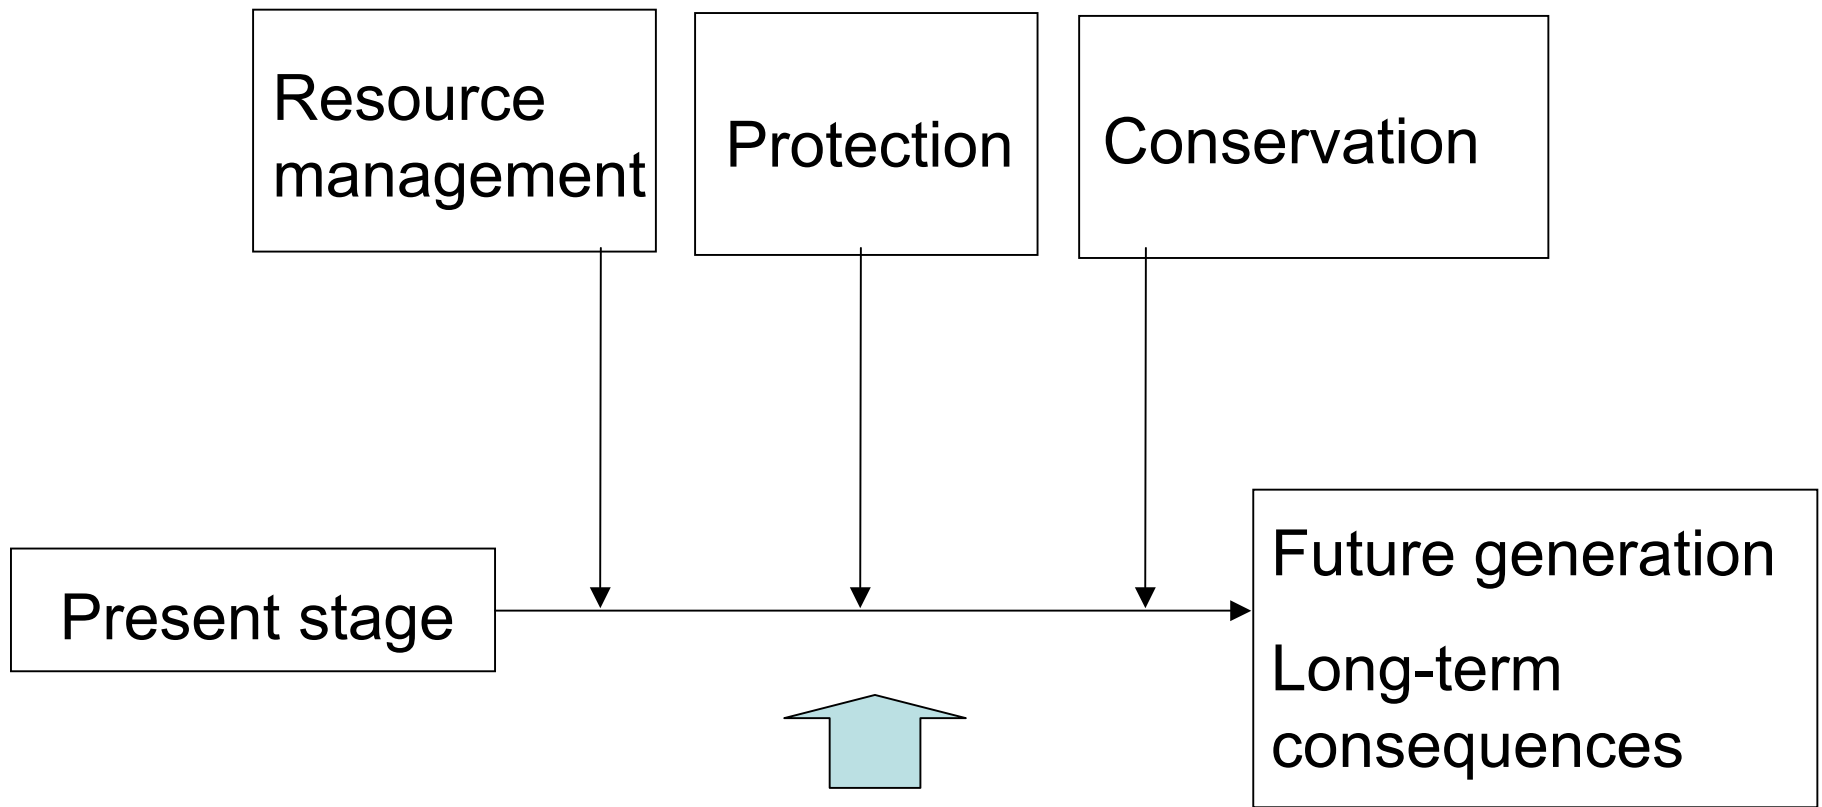 Resource
management
Protection
Conservation
Present stage
Future generation
Long-term
consequences